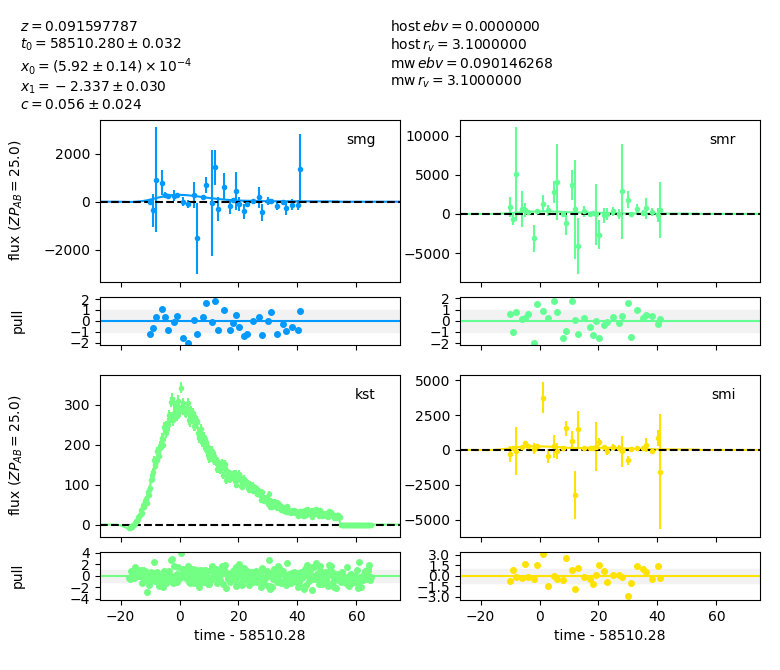 z = 0.091597787
t₀ = 58510.280 ± 0.032
x₀ = (5.92 ± 0.14) × 10⁻⁴
x₁ = −2.337 ± 0.030
c = 0.056 ± 0.024
host ebv = 0.0000000
host r_v = 3.1000000
mw ebv = 0.090146268
mw r_v = 3.1000000
flux (ZP_AB = 25.0)
2000
0
−2000
smg
10000
5000
0
−5000
smr
pull
2
1
0
−1
−2
2
1
0
−1
−2
flux (ZP_AB = 25.0)
300
200
100
0
kst
5000
2500
0
−2500
−5000
smi
pull
4
2
0
−2
−4
3.0
1.5
0.0
−1.5
−3.0
−20 0 20 40 60
−20 0 20 40 60
time - 58510.28
time - 58510.28